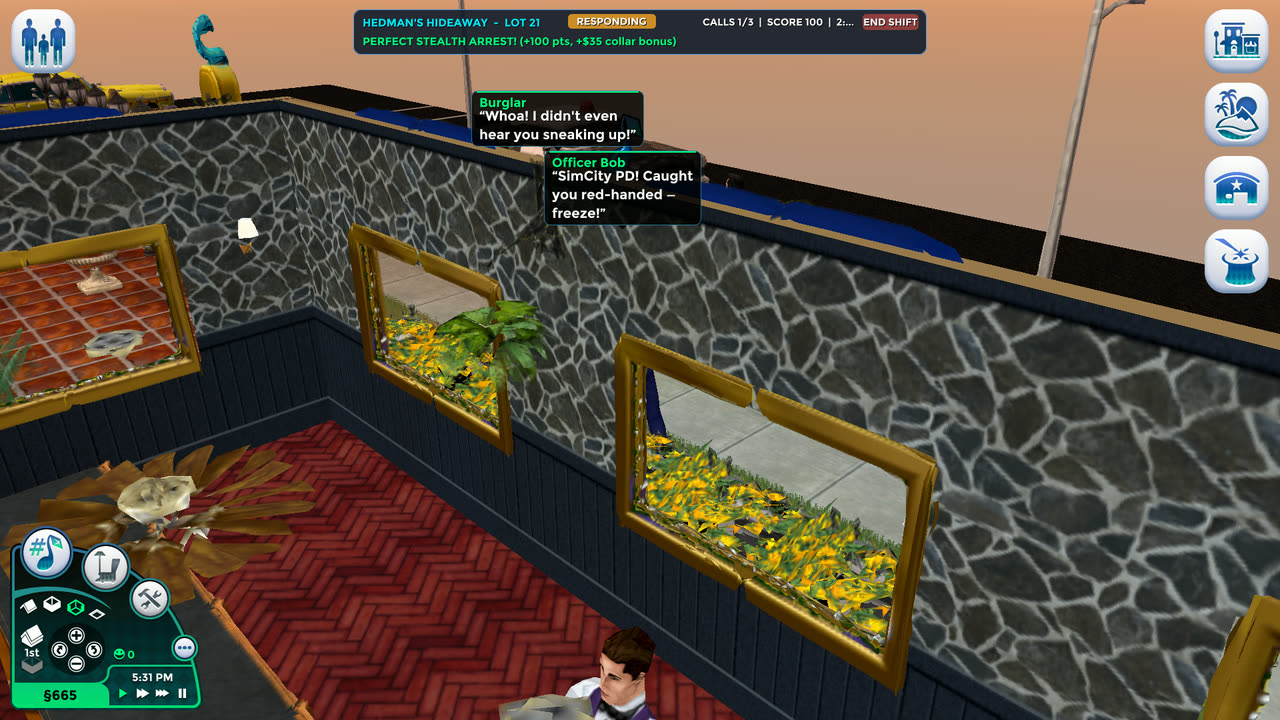 HEDMAN'S HIDEAWAY - LOT 21
RESPONDING
CALLS 1/3 | SCORE 100 | 2:...
END SHIFT
PERFECT STEALTH ARREST! (+100 pts, +$35 collar bonus)
Burglar
“Whoa! I didn't even
hear you sneaking up!”
Officer Bob
“SimCity PD! Caught
you red-handed –
freeze!”
#
1st
0
5:31 PM
§665